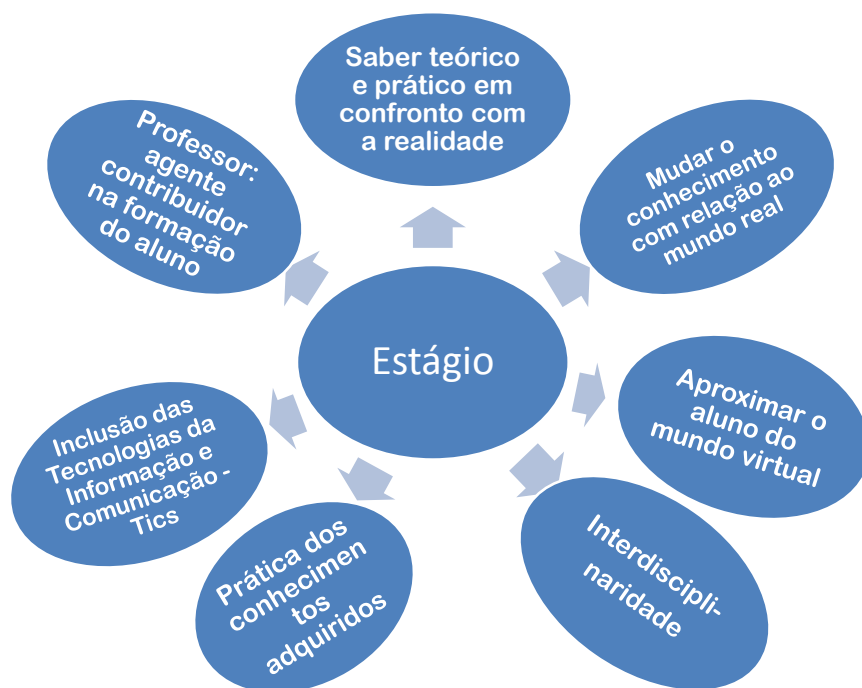 Saber teórico
e prático em
confronto com
a realidade
Mudar o
conhecimento
com relação ao
mundo real
Aproximar o
aluno do
mundo virtual
Interdiscipli-
naridade
Prática dos
conhecimen
tos
adquiridos
Inclusão das
Tecnologias da
Informação e
Comunicação -
Tics
Professor:
agente
contribuidor
na formação
do aluno
Estágio